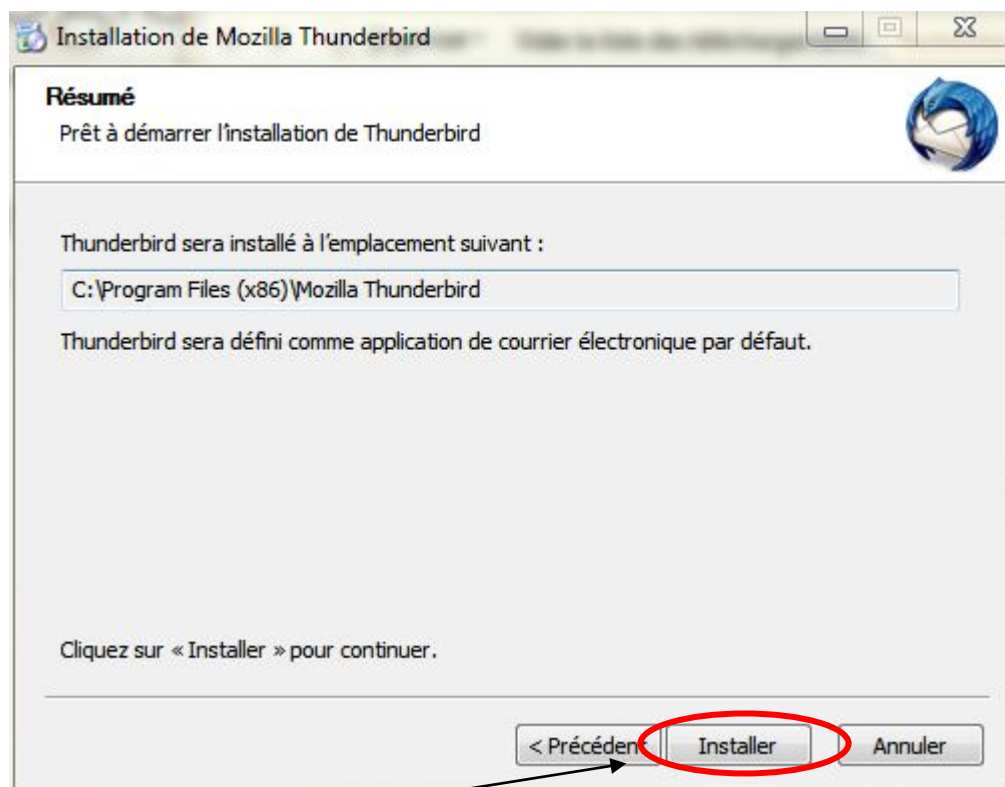 Installation de Mozilla Thunderbird
Résumé
Prêt à démarrer l'installation de Thunderbird
Thunderbird sera installé à l'emplacement suivant :
C:\Program Files (x86)\Mozilla Thunderbird
Thunderbird sera défini comme application de courrier électronique par défaut.
Cliquez sur « Installer » pour continuer.
< Précédent Installer Annuler